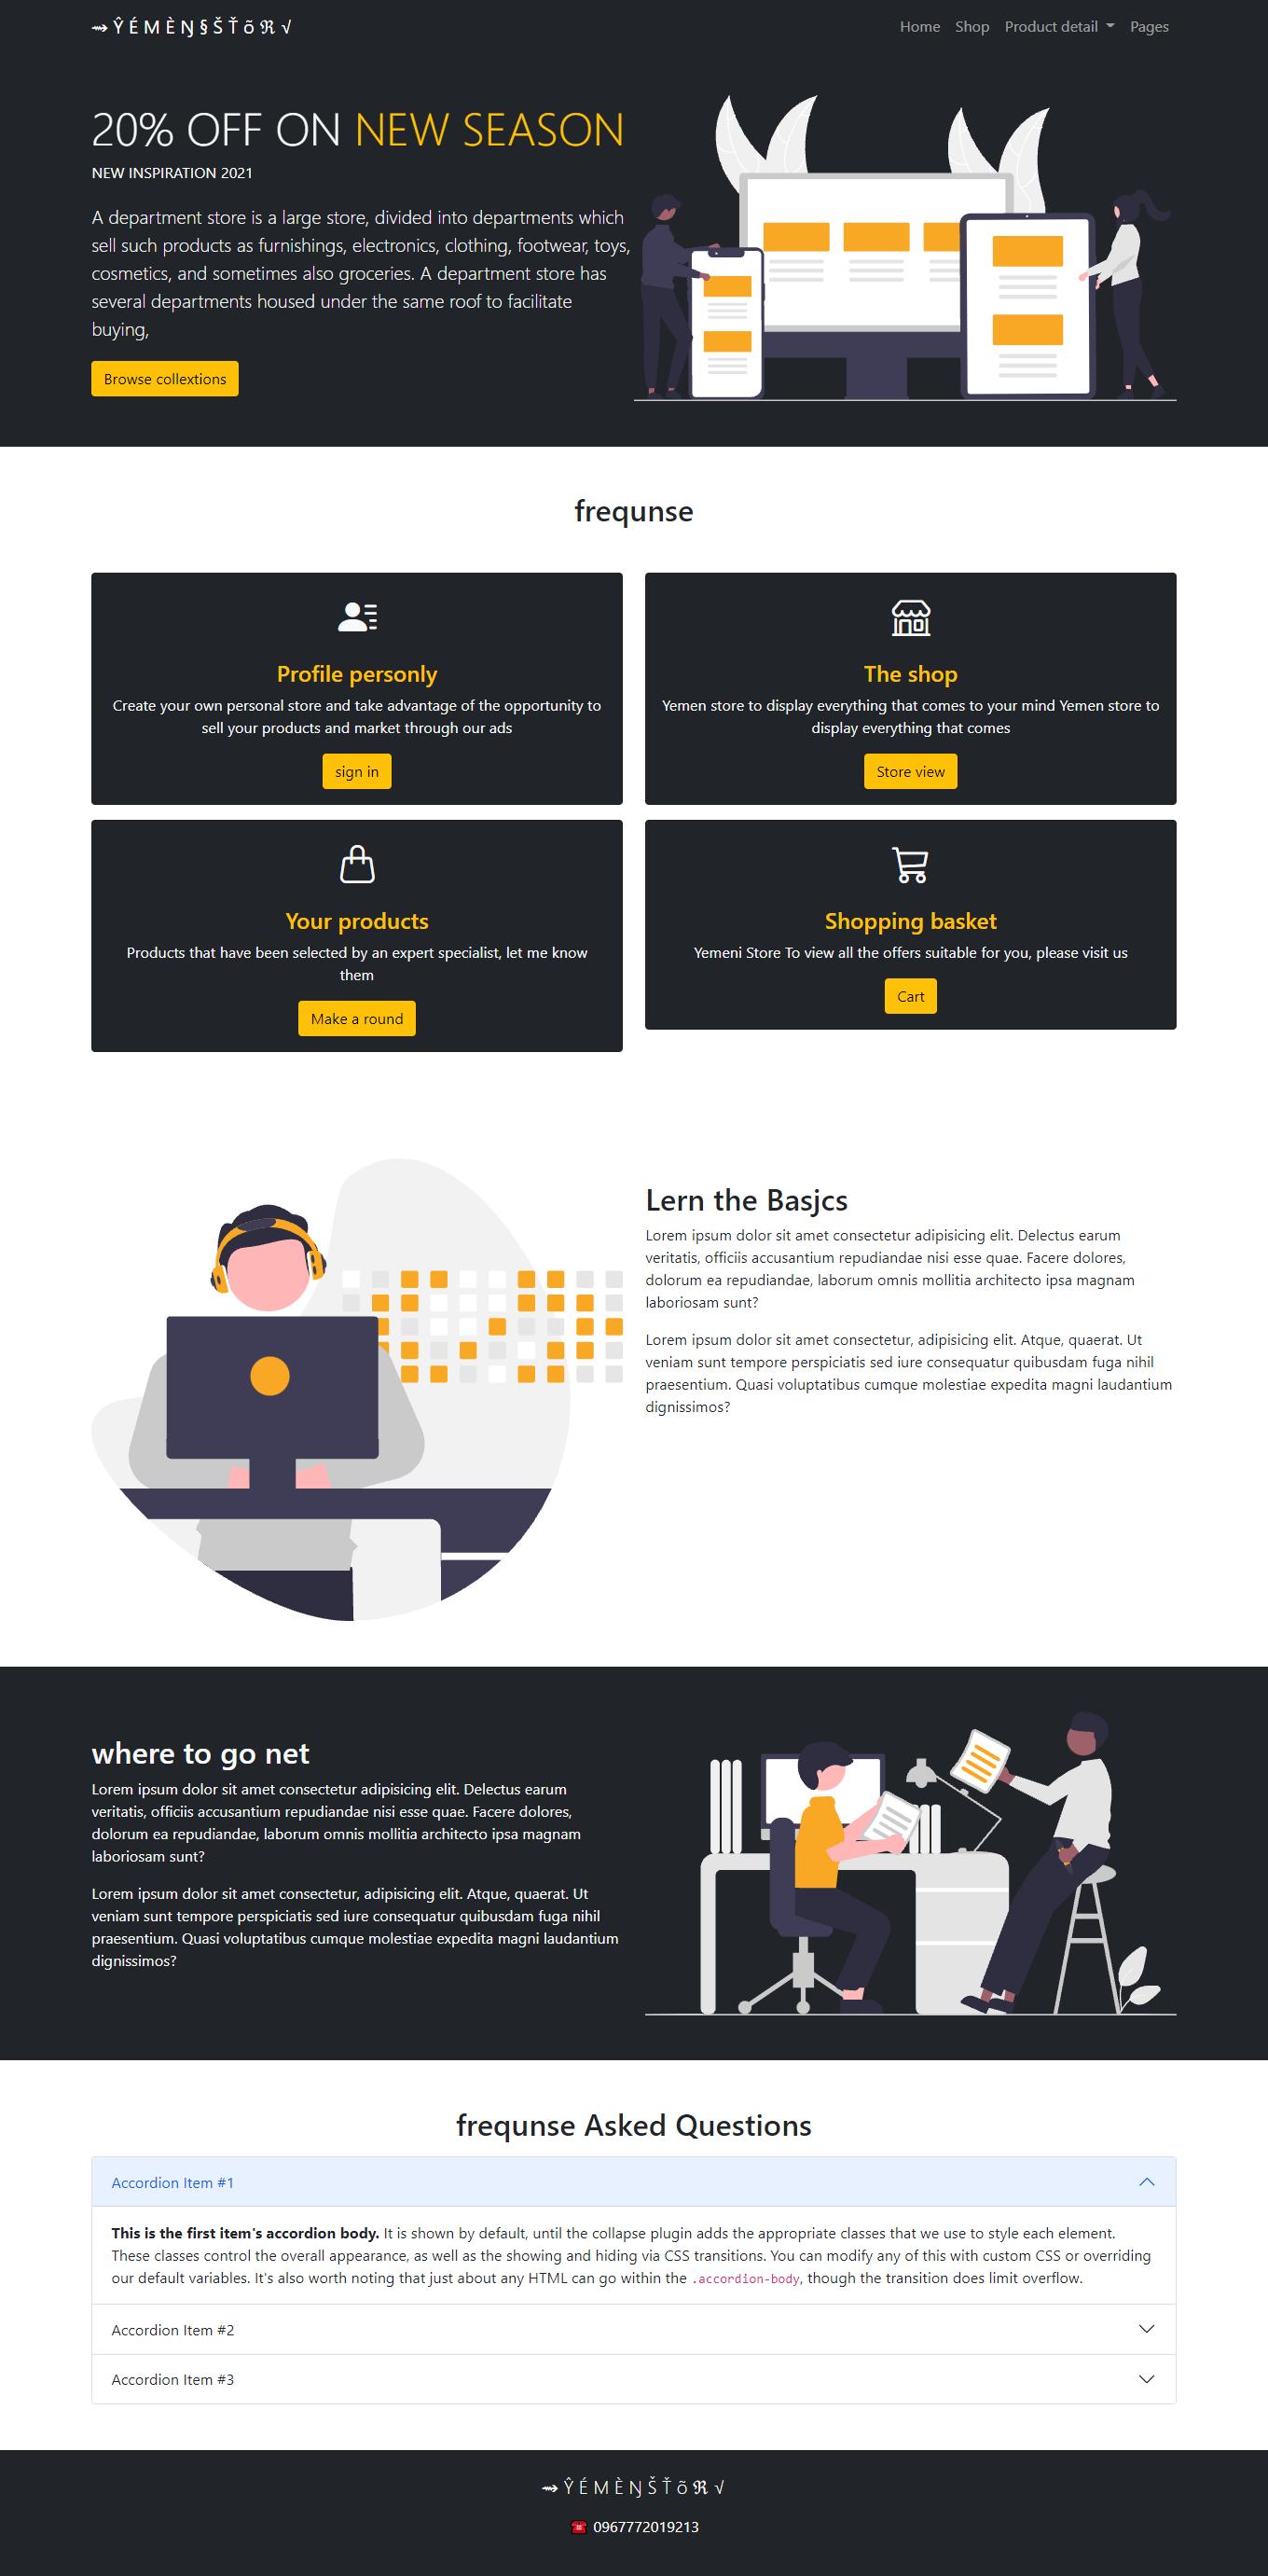 ⇝ Ŷ É M È Ŋ § Š Ť õ ℜ √
Home Shop Product detail Pages
20% OFF ON NEW SEASON
NEW INSPIRATION 2021
A department store is a large store, divided into departments which
sell such products as furnishings, electronics, clothing, footwear, toys,
cosmetics, and sometimes also groceries. A department store has
several departments housed under the same roof to facilitate
buying,
Browse collextions
frequnse
Profile personly
Create your own personal store and take advantage of the opportunity to
sell your products and market through our ads
sign in
The shop
Yemen store to display everything that comes to your mind Yemen store to
display everything that comes
Store view
Your products
Products that have been selected by an expert specialist, let me know
them
Make a round
Shopping basket
Yemeni Store To view all the offers suitable for you, please visit us
Cart
Lern the Basjcs
Lorem ipsum dolor sit amet consectetur adipisicing elit. Delectus earum
veritatis, officiis accusantium repudiandae nisi esse quae. Facere dolores,
dolorum ea repudiandae, laborum omnis mollitia architecto ipsa magnam
laboriosam sunt?
Lorem ipsum dolor sit amet consectetur, adipisicing elit. Atque, quaerat. Ut
veniam sunt tempore perspiciatis sed iure consequatur quibusdam fuga nihil
praesentium. Quasi voluptatibus cumque molestiae expedita magni laudantium
dignissimos?
where to go net
Lorem ipsum dolor sit amet consectetur adipisicing elit. Delectus earum
veritatis, officiis accusantium repudiandae nisi esse quae. Facere dolores,
dolorum ea repudiandae, laborum omnis mollitia architecto ipsa magnam
laboriosam sunt?
Lorem ipsum dolor sit amet consectetur, adipisicing elit. Atque, quaerat. Ut
veniam sunt tempore perspiciatis sed iure consequatur quibusdam fuga nihil
praesentium. Quasi voluptatibus cumque molestiae expedita magni laudantium
dignissimos?
frequnse Asked Questions
Accordion Item #1
This is the first item's accordion body. It is shown by default, until the collapse plugin adds the appropriate classes that we use to style each element.
These classes control the overall appearance, as well as the showing and hiding via CSS transitions. You can modify any of this with custom CSS or overriding
our default variables. It's also worth noting that just about any HTML can go within the .accordion-body, though the transition does limit overflow.
Accordion Item #2
Accordion Item #3
⇝ Ŷ É M È Ŋ Š Ť õ ℜ √
☎ 0967772019213